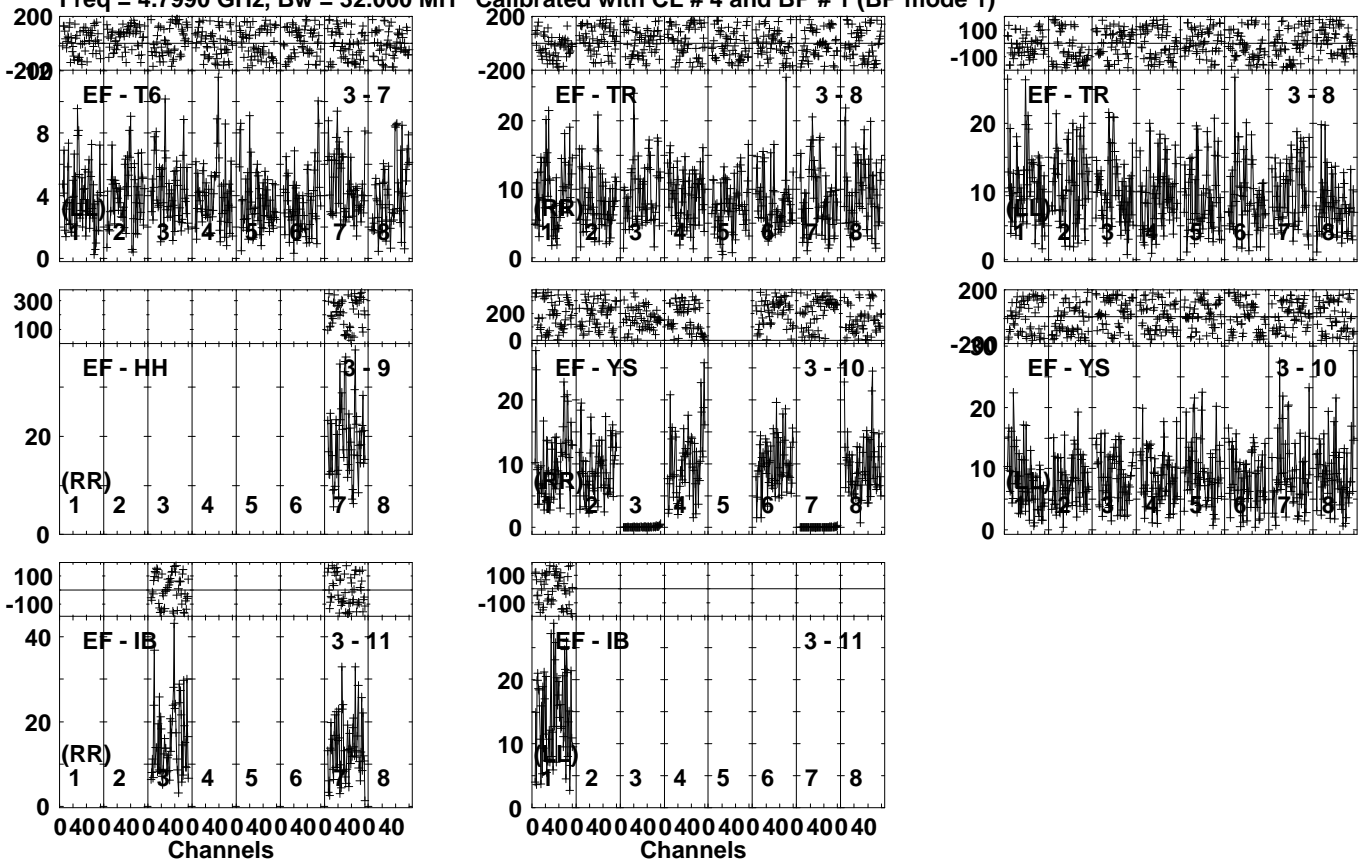 Freq = 4.7990 GHz, Bw = 32.000 MH Calibrated with CL # 4 and BP # 1 (BP mode 1)
200 200 100
-100
-200 -200
EF - T6 3 - 7 EF - TR 3 - 8 EF - TR 3 - 8
8 20 20
4 10 10
(RR) (LL)
1 2 3 4 5 6 7 8 1 2 3 4 5 6 7 8 1 2 3 4 5 6 7 8
0 0 0
300 200 200
100 0 -200
30
EF - HH 3 - 9 EF - YS 3 - 10 EF - YS 3 - 10
20 20 20
10 10
(RR) (RR) (LL)
1 2 3 4 5 6 7 8 1 2 3 4 5 6 7 8 1 2 3 4 5 6 7 8
0 0 0
100 100
-100 -100
EF - IB 3 - 11 EF - IB 3 - 11
40 20
20 10
(RR) (LL)
1 2 3 4 5 6 7 8 1 2 3 4 5 6 7 8
0 0
0 40 0 40 0 40 0 40 0 40 0 40 0 40 0 40 0 40 0 40 0 40 0 40 0 40 0 40 0 40 0 40
Channels Channels